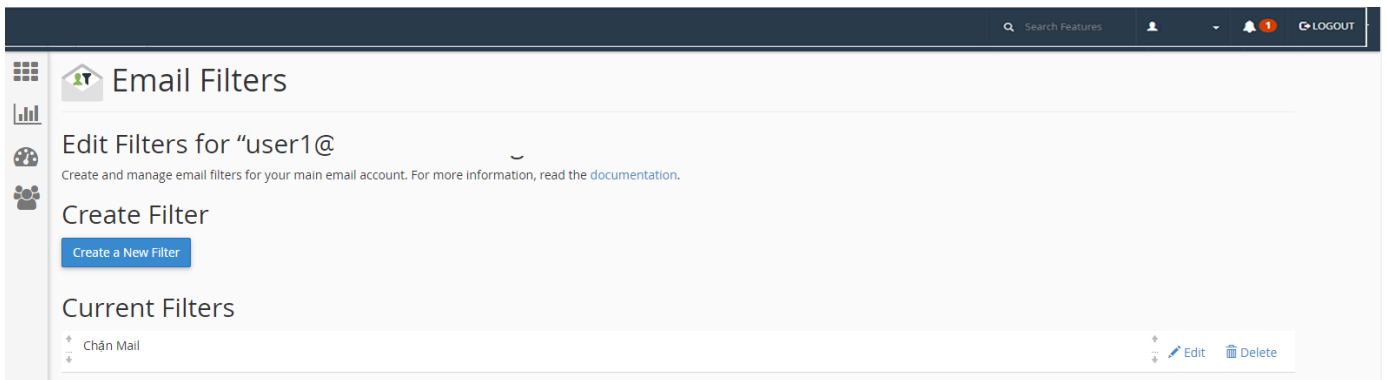 Search Features 1 LOGOUT
Email Filters
Edit Filters for “user1@
Create and manage email filters for your main email account. For more information, read the documentation.
Create Filter
Create a New Filter
Current Filters
Chặn Mail Edit Delete